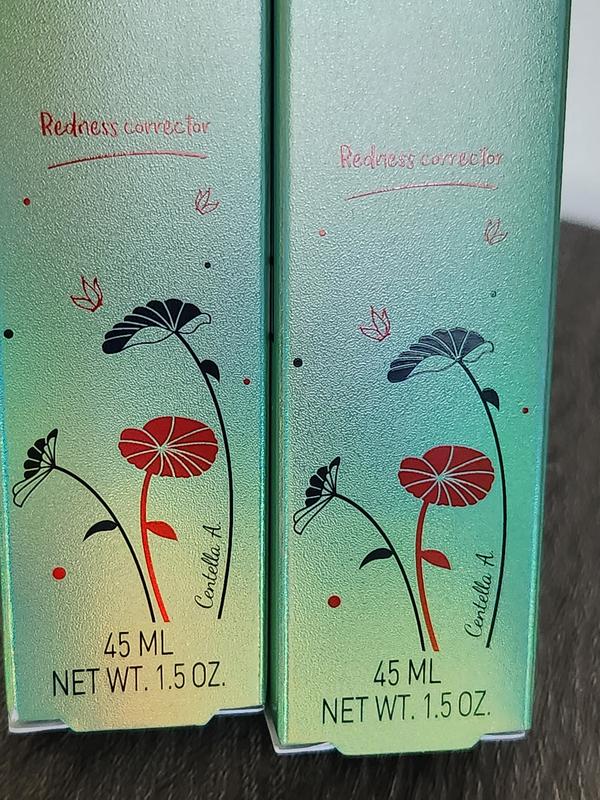 Redness corrector
Centella A.
45 ML
NET WT. 1.5 OZ.
Redness corrector
Centella A.
45 ML
NET WT. 1.5 OZ.